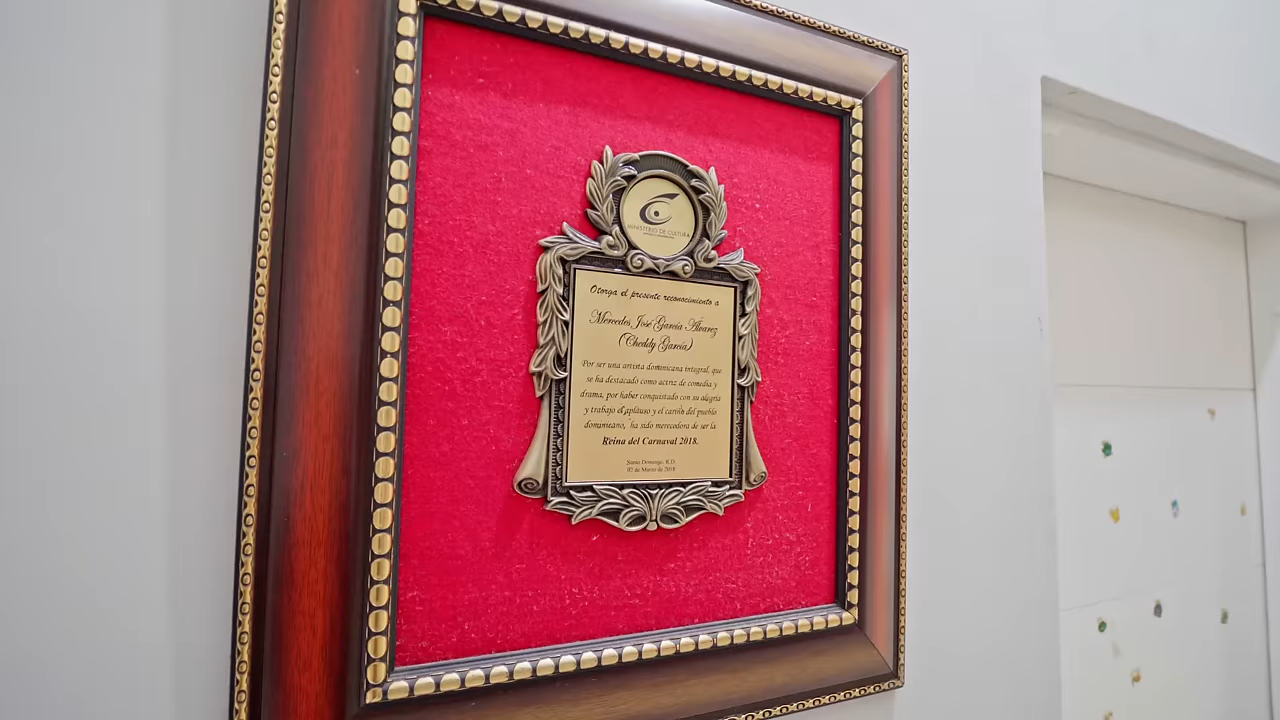 MINISTERIO DE CULTURA
Otorga el presente reconocimiento a
Mercedes José García Álvarez
(Cheddy García)
Por ser una artista dominicana integral, que
se ha destacado como actriz de comedia y
drama, por haber conquistado con su alegría
y trabajo el aplauso y el cariño del pueblo
dominicano, ha sido merecedora de ser la
Reina del Carnaval 2018.
Santo Domingo, R.D.
02 de Marzo de 2018